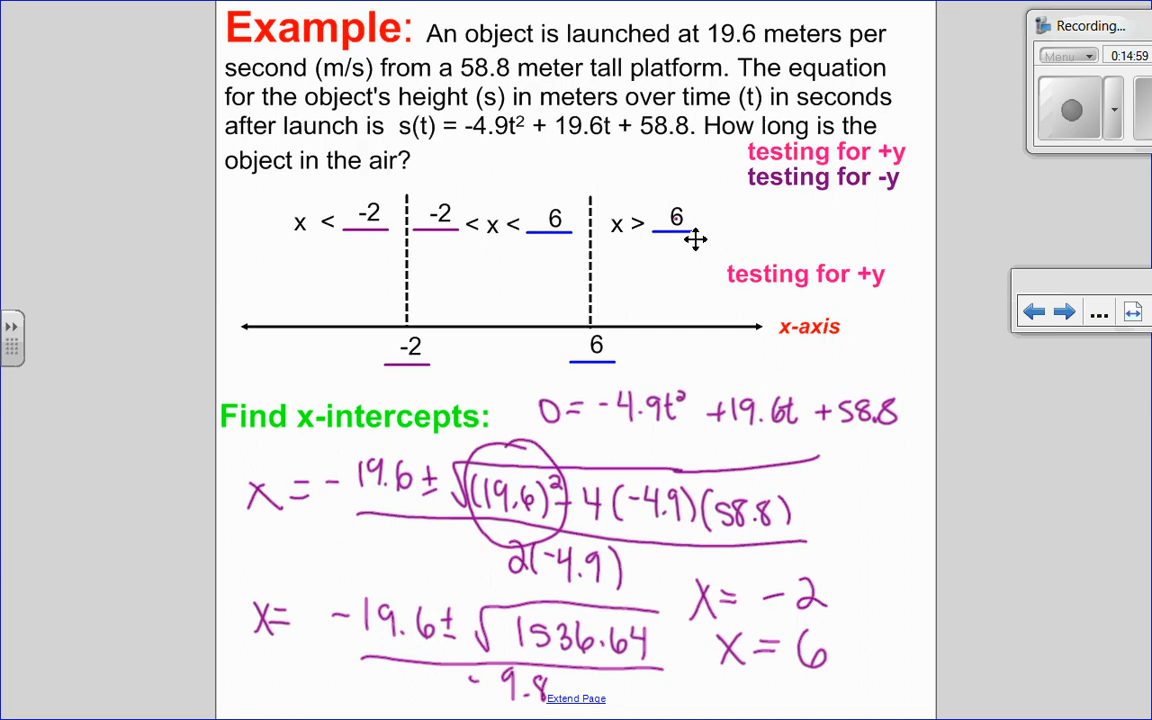 Example: An object is launched at 19.6 meters per
second (m/s) from a 58.8 meter tall platform. The equation
for the object's height (s) in meters over time (t) in seconds
after launch is s(t) = -4.9t² + 19.6t + 58.8. How long is the
object in the air?
testing for +y
testing for -y
x < -2 -2 < x < 6 x > 6
testing for +y
x-axis
-2 6
Find x-intercepts: 0 = -4.9t² +19.6t +58.8
x = -19.6 ± √(19.6)² - 4(-4.9)(58.8)
2(-4.9)
x = -2
x= -19.6± √1536.64
x = 6
-9.8
Extend Page
Recording...
Menu
0:14:59
...